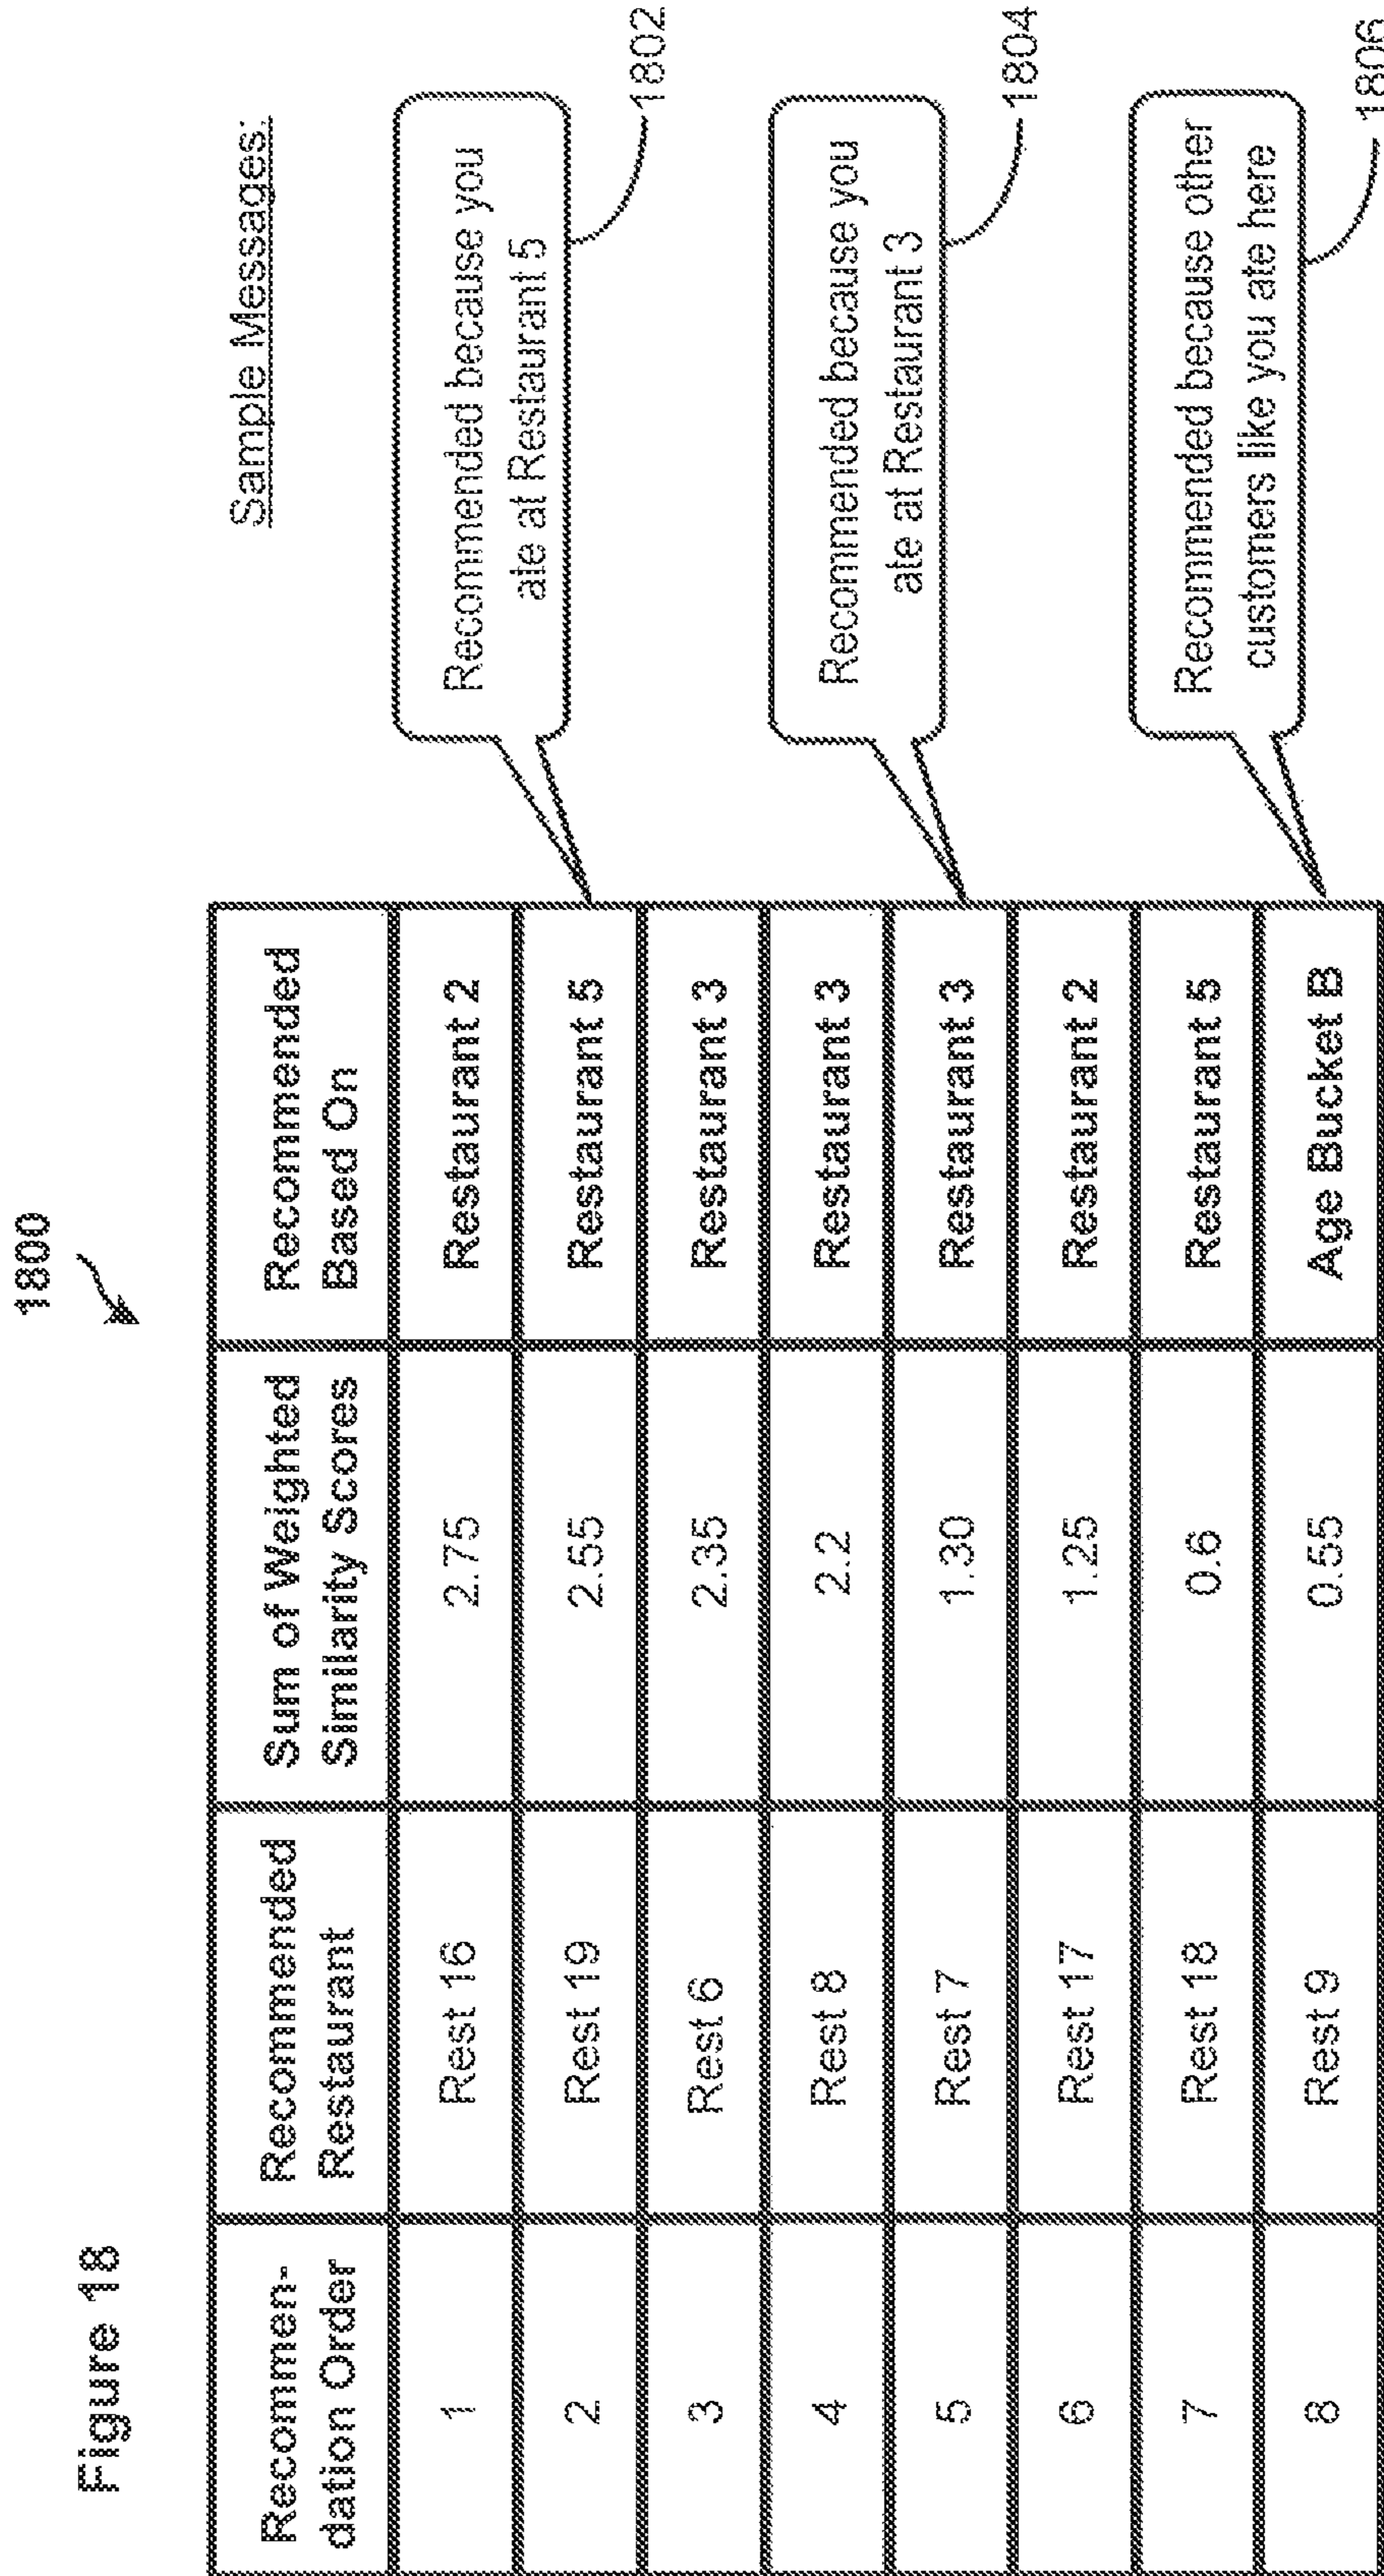 Figure 18
1800
Sample Messages:
Recommen-
dation Order
Recommended
Restaurant
Sum of Weighted
Similarity Scores
Recommended
Based On
1
Rest 16
2.75
Restaurant 2
2
Rest 19
2.55
Restaurant 5
3
Rest 6
2.35
Restaurant 3
4
Rest 8
2.2
Restaurant 3
5
Rest 7
1.30
Restaurant 3
6
Rest 17
1.25
Restaurant 2
7
Rest 18
0.6
Restaurant 5
8
Rest 9
0.55
Age Bucket B
Recommended because you
ate at Restaurant 5
1802
Recommended because you
ate at Restaurant 3
1804
Recommended because other
customers like you ate here
1806